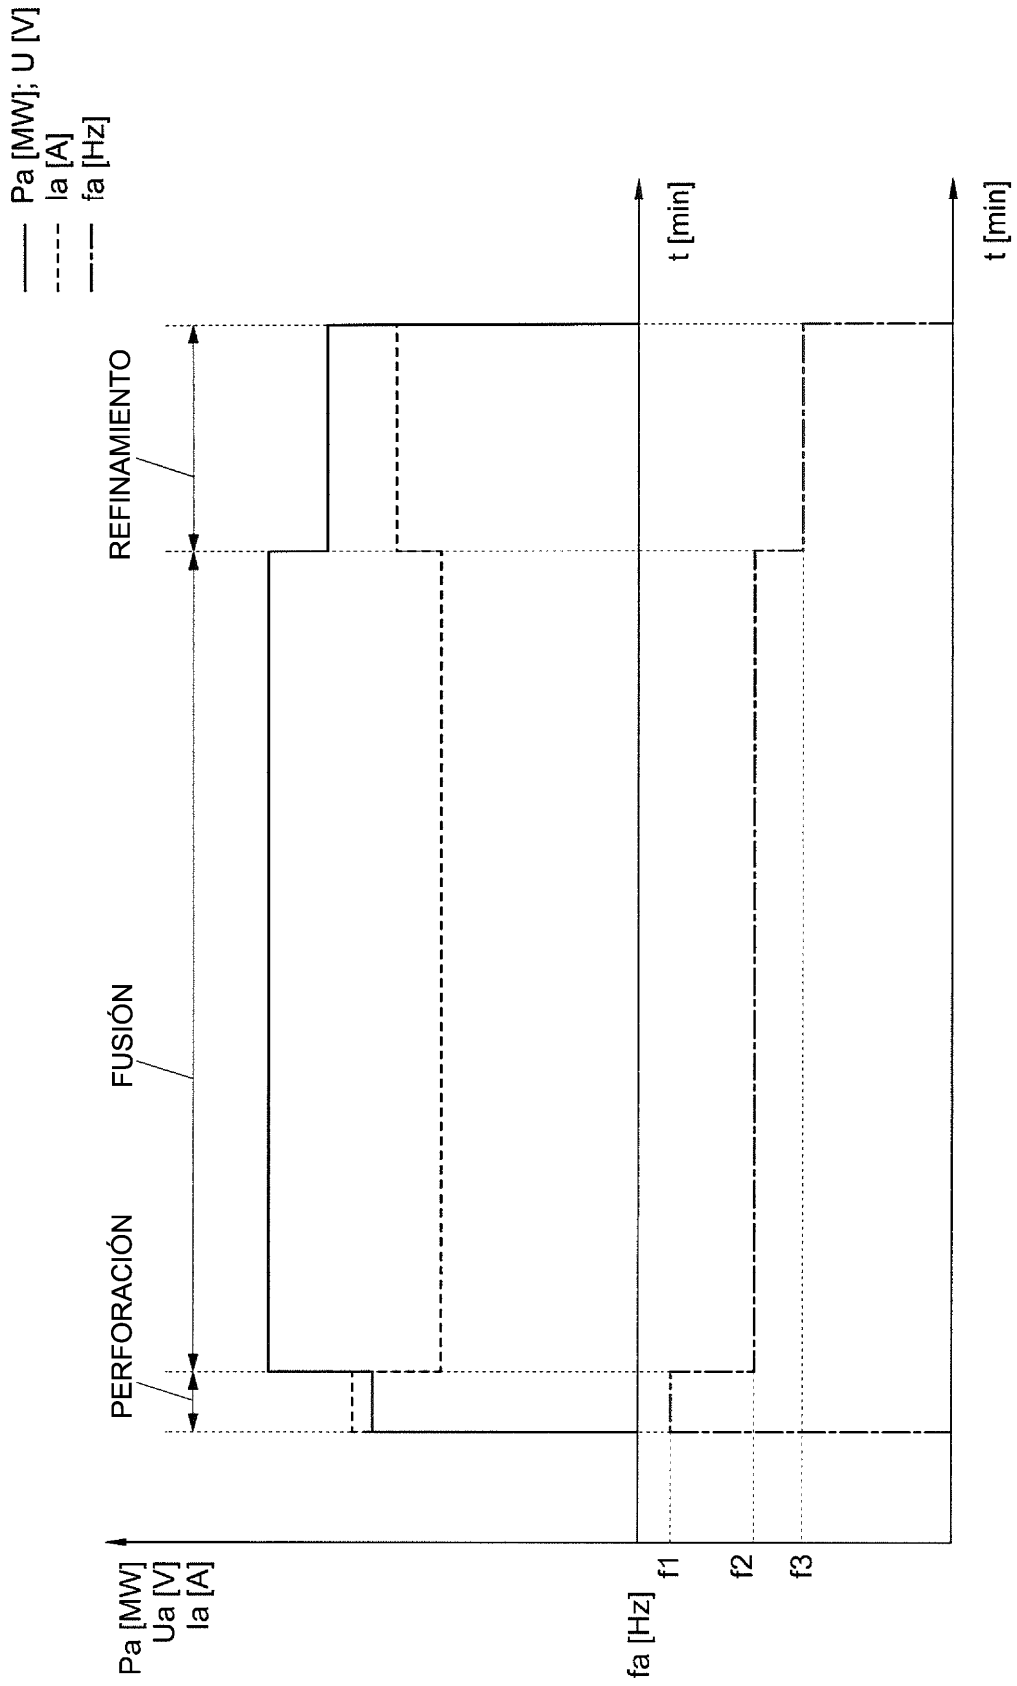 Pa [MW]; U [V]
Ia [A]
fa [Hz]
Pa [MW]
Ua [V]
Ia [A]
PERFORACIÓN
FUSIÓN
REFINAMIENTO
t [min]
fa [Hz]
f1
f2
f3
t [min]